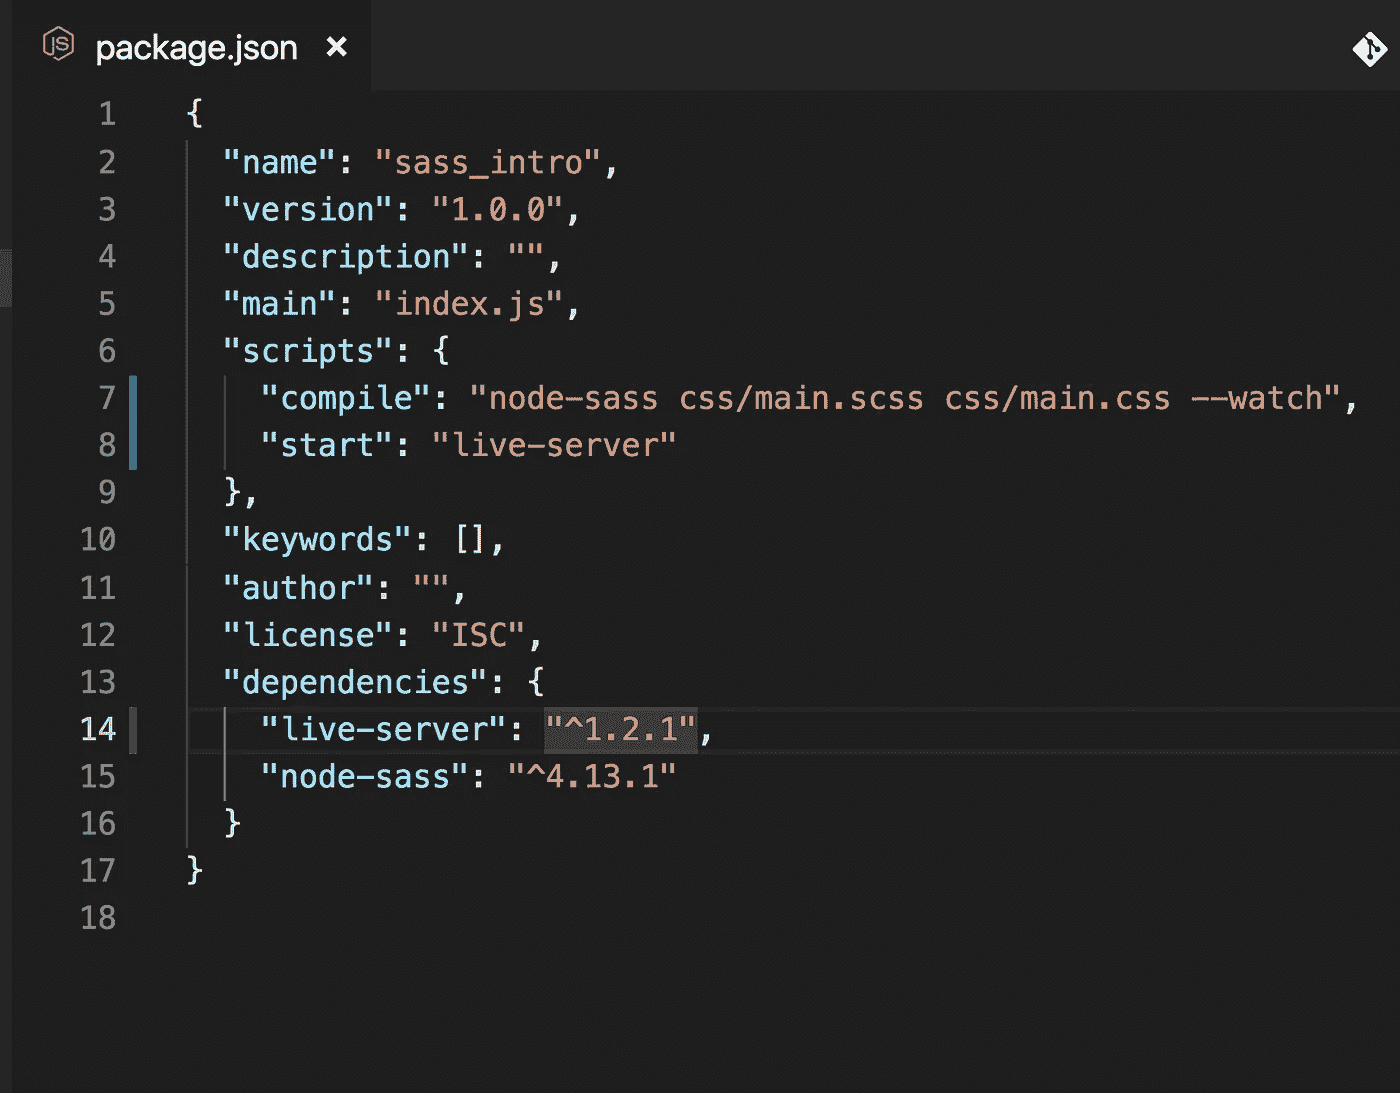 JS package.json ×
1 {
2   "name": "sass_intro",
3   "version": "1.0.0",
4   "description": "",
5   "main": "index.js",
6   "scripts": {
7     "compile": "node-sass css/main.scss css/main.css --watch",
8     "start": "live-server"
9   },
10   "keywords": [],
11   "author": "",
12   "license": "ISC",
13   "dependencies": {
14     "live-server": "^1.2.1",
15     "node-sass": "^4.13.1"
16   }
17 }
18